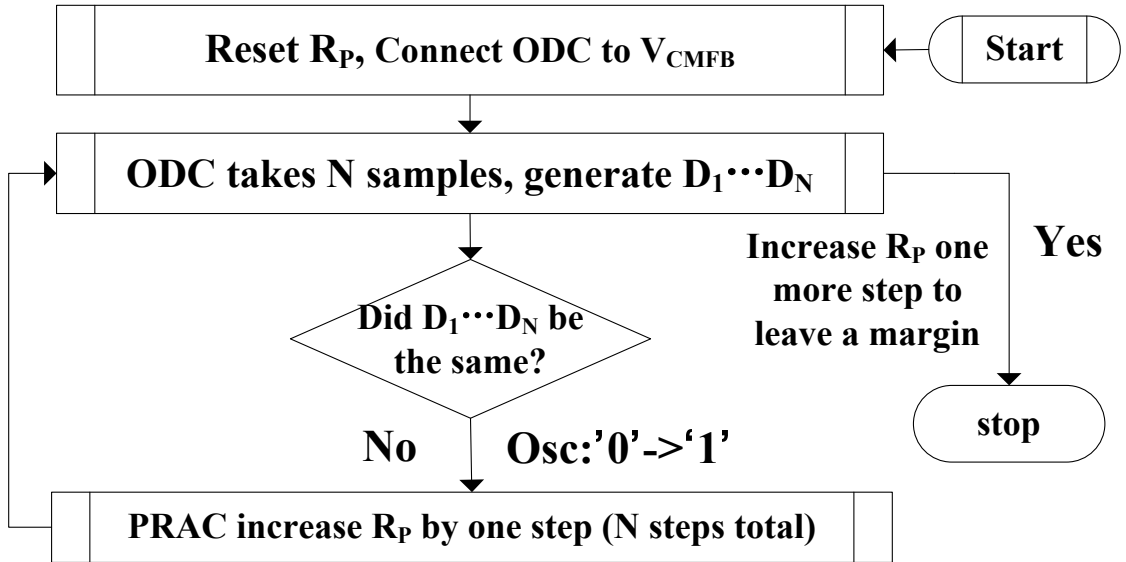 Reset RP, Connect ODC to VCMFB
Start
ODC takes N samples, generate D1···DN
Did D1···DN be
the same?
Increase RP one
more step to
leave a margin
Yes
stop
No
Osc:’0’->‘1’
PRAC increase RP by one step (N steps total)